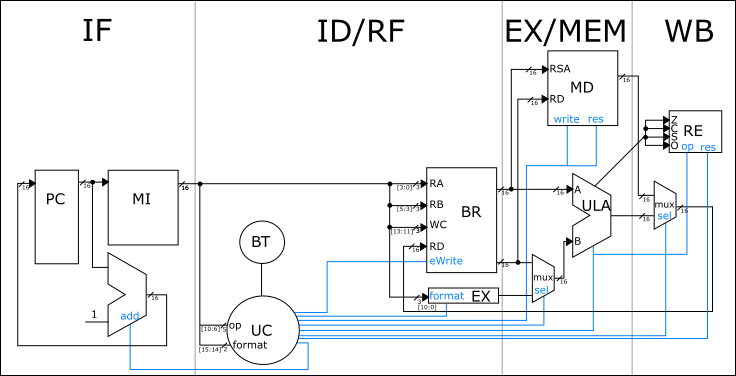 IF
ID/RF
EX/MEM
WB
RSA
16
MD
RD
16
16
write
res
Z
C
S
O
RE
op
res
16
PC
16
MI
16
[3:0]
3
RA
[5:3]
3
RB
BR
[13:11]
3
WC
16
RD
eWrite
16
16
A
ULA
B
16
16
mux
sel
16
BT
mux
sel
16
format
EX
3
[10:0]
16
1
add
[10:6]
5
op
UC
[15:14]
2
format